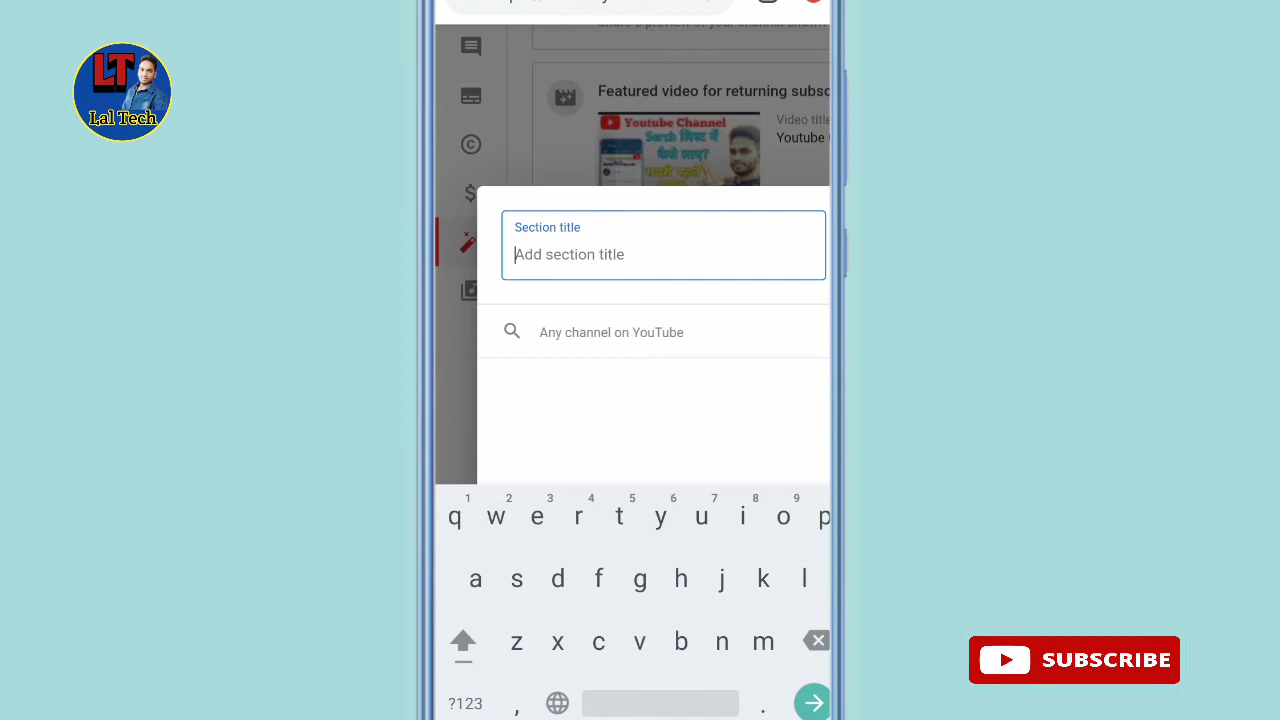 LT
Lal Tech
Featured video for returning subsc
Video title
Youtube
Youtube Channel
Serch लिस्ट में
कैसे लाए?
Section title
Add section title
Any channel on YouTube
1 2 3 4 5 6 7 8 9
q w e r t y u i o p
a s d f g h j k l
z x c v b n m
?123 , .
SUBSCRIBE